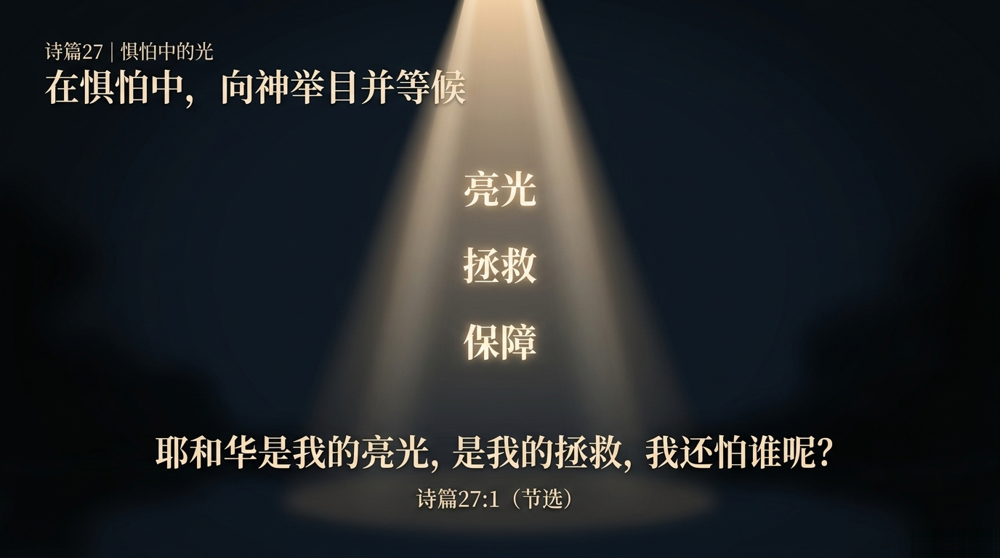 诗篇27 | 惧怕中的光
在惧怕中，向神举目并等候
亮光
拯救
保障
耶和华是我的亮光, 是我的拯救, 我还怕谁呢?
诗篇27:1（节选）